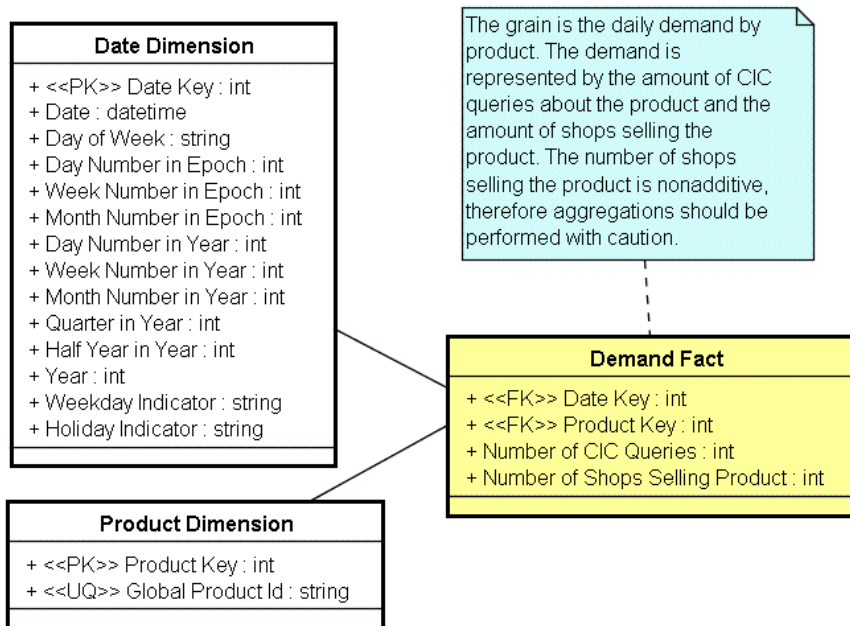 Date Dimension
+ <<PK>> Date Key : int
+ Date : datetime
+ Day of Week : string
+ Day Number in Epoch : int
+ Week Number in Epoch : int
+ Month Number in Epoch : int
+ Day Number in Year : int
+ Week Number in Year : int
+ Month Number in Year : int
+ Quarter in Year : int
+ Half Year in Year : int
+ Year : int
+ Weekday Indicator : string
+ Holiday Indicator : string
The grain is the daily demand by
product. The demand is
represented by the amount of CIC
queries about the product and the
amount of shops selling the
product. The number of shops
selling the product is nonadditive,
therefore aggregations should be
performed with caution.
Demand Fact
+ <<FK>> Date Key : int
+ <<FK>> Product Key : int
+ Number of CIC Queries : int
+ Number of Shops Selling Product : int
Product Dimension
+ <<PK>> Product Key : int
+ <<UQ>> Global Product Id : string